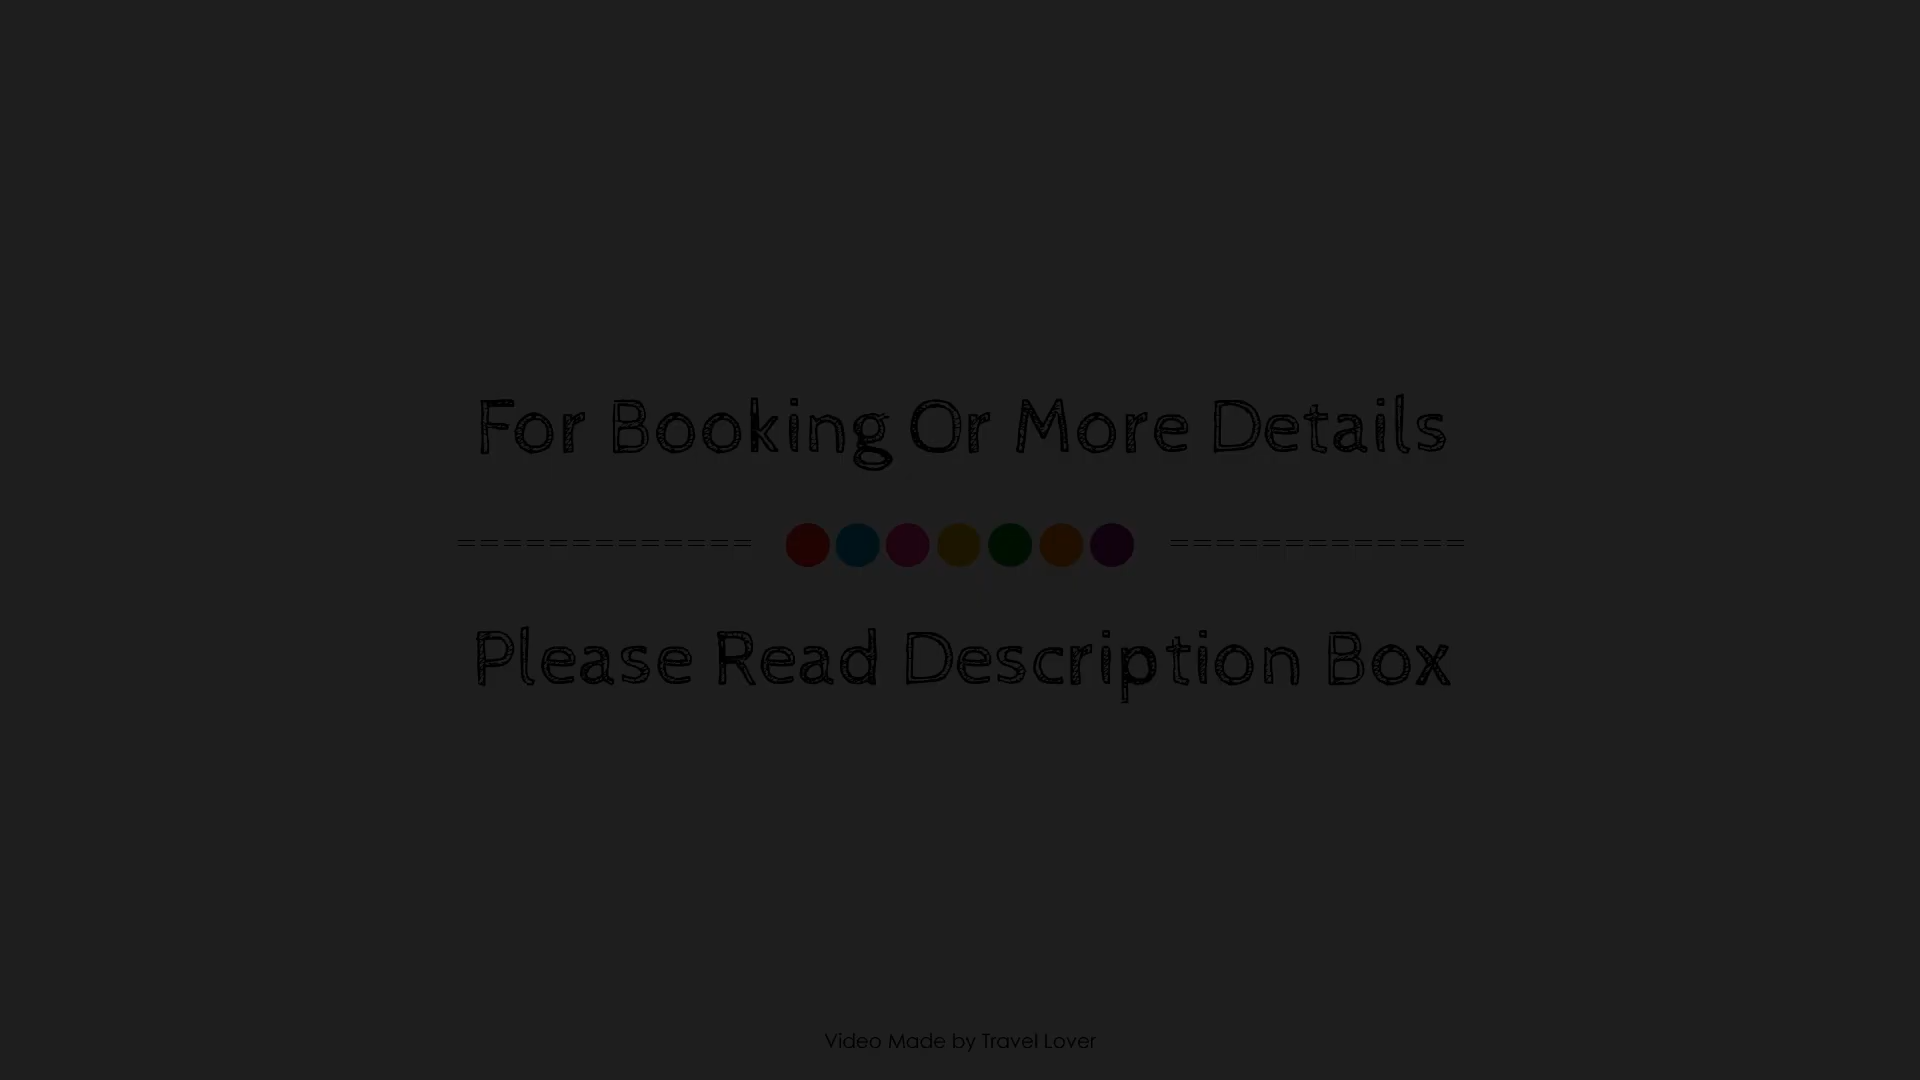 For Booking Or More Details
============= =============
Please Read Description Box
Video Made by Travel Lover